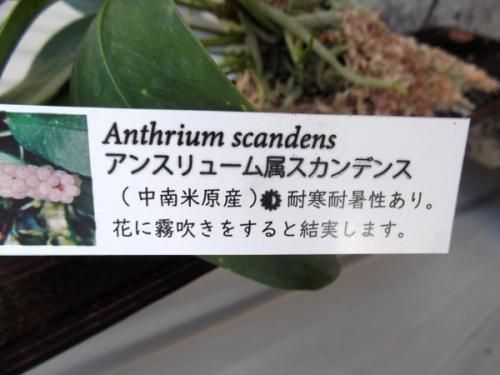 Anthrium scandens
アンスリューム属スカンデンス
（中南米原産）耐寒耐暑性あり。
花に霧吹きをすると結実します。